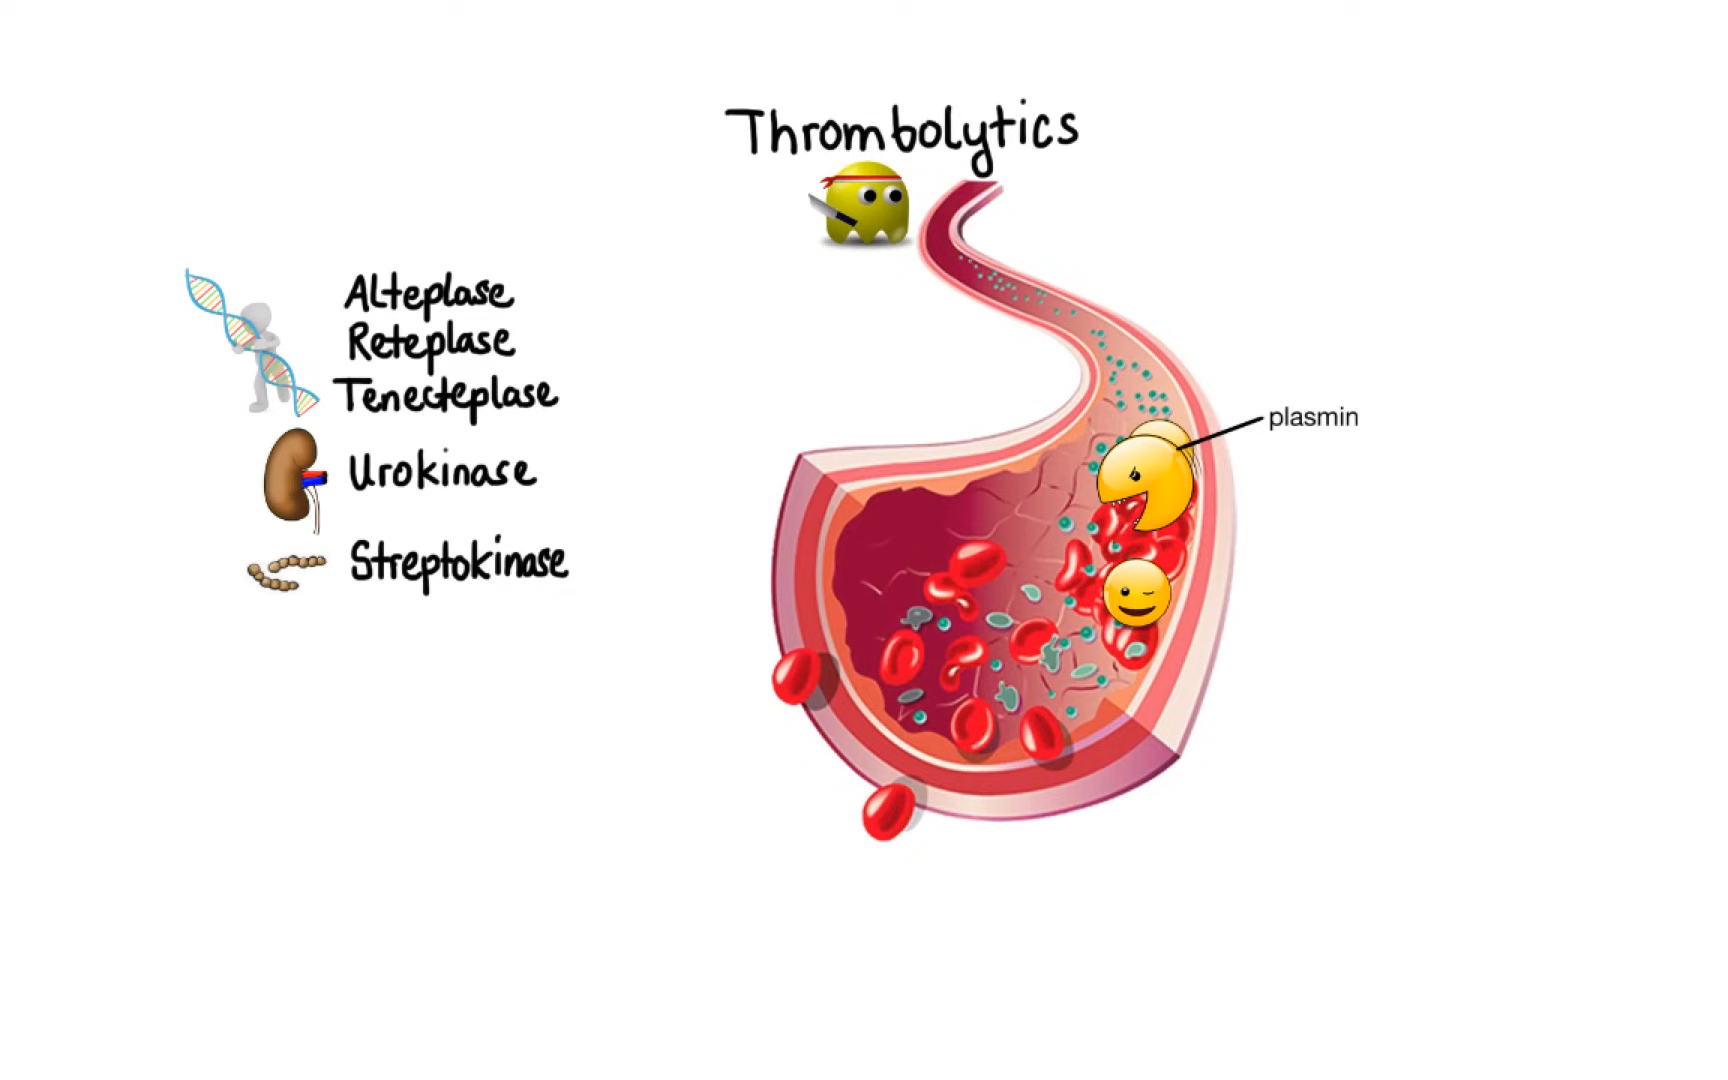 Thrombolytics
Alteplase
Reteplase
Tenecteplase
Urokinase
Streptokinase
plasmin